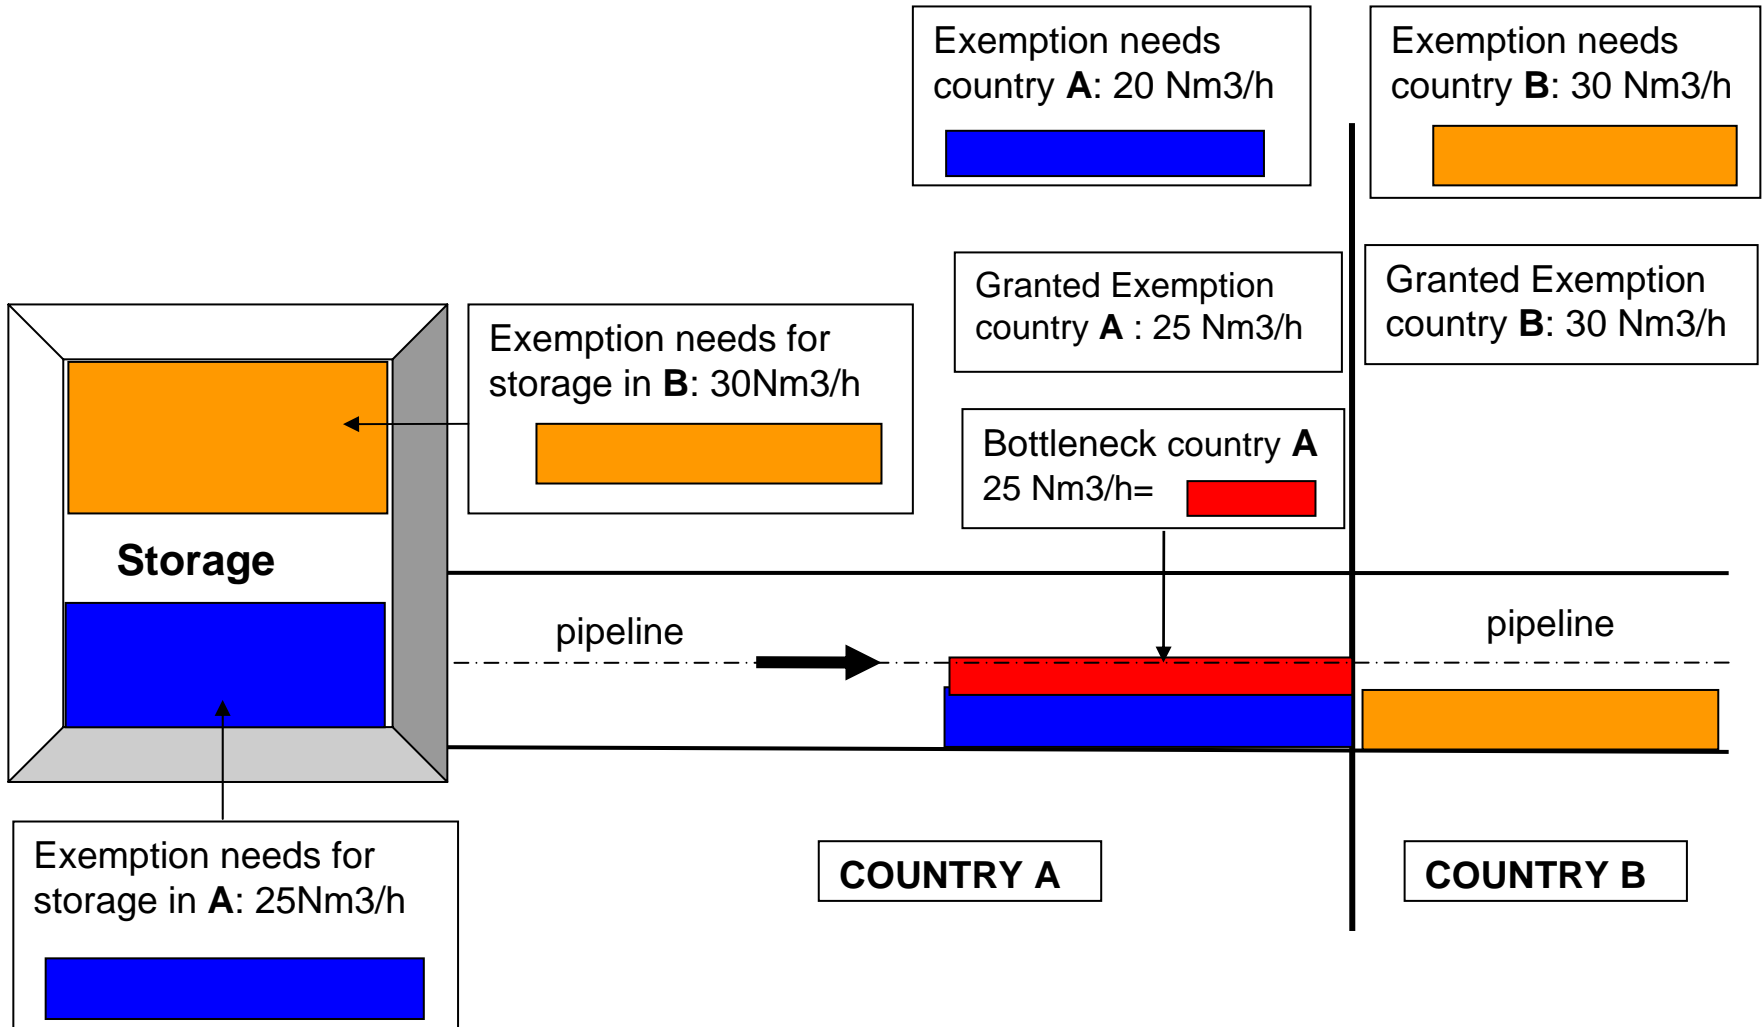 Exemption needs
country A: 20 Nm3/h
Exemption needs
country B: 30 Nm3/h
Granted Exemption
country A : 25 Nm3/h
Granted Exemption
country B: 30 Nm3/h
Exemption needs for
storage in B: 30Nm3/h
Bottleneck country A
25 Nm3/h=
Storage
pipeline
pipeline
Exemption needs for
storage in A: 25Nm3/h
COUNTRY A
COUNTRY B